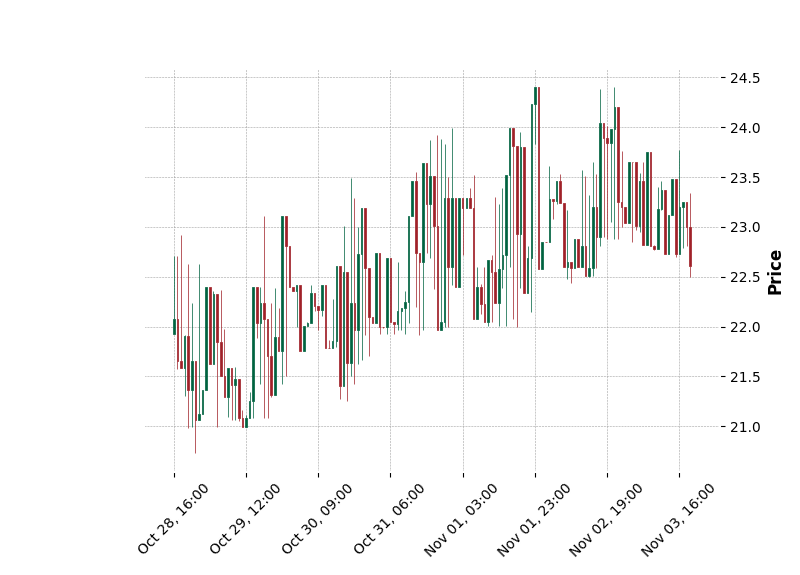 24.5
24.0
23.5
23.0
22.5
22.0
21.5
21.0
Price
Oct 28, 16:00
Oct 29, 12:00
Oct 30, 09:00
Oct 31, 06:00
Nov 01, 03:00
Nov 01, 23:00
Nov 02, 19:00
Nov 03, 16:00